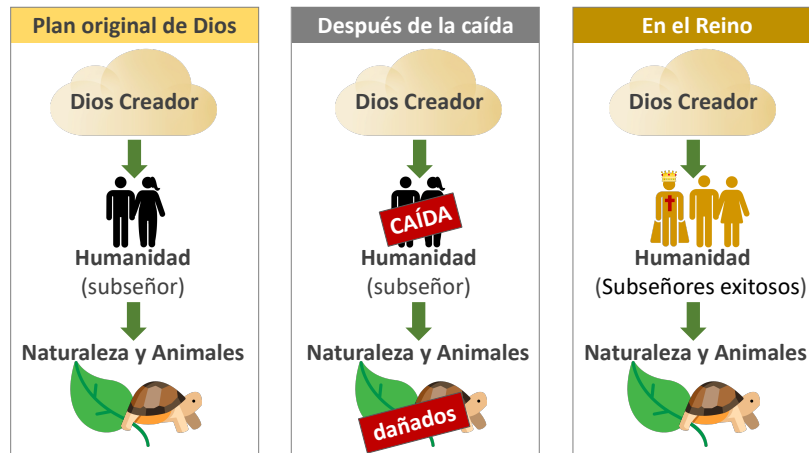 Plan original de Dios
Dios Creador
Humanidad
(subseñor)
Naturaleza y Animales
Después de la caída
Dios Creador
CAÍDA
Humanidad
(subseñor)
Naturaleza y Animales
dañados
En el Reino
Dios Creador
Humanidad
(Subseñores exitosos)
Naturaleza y Animales